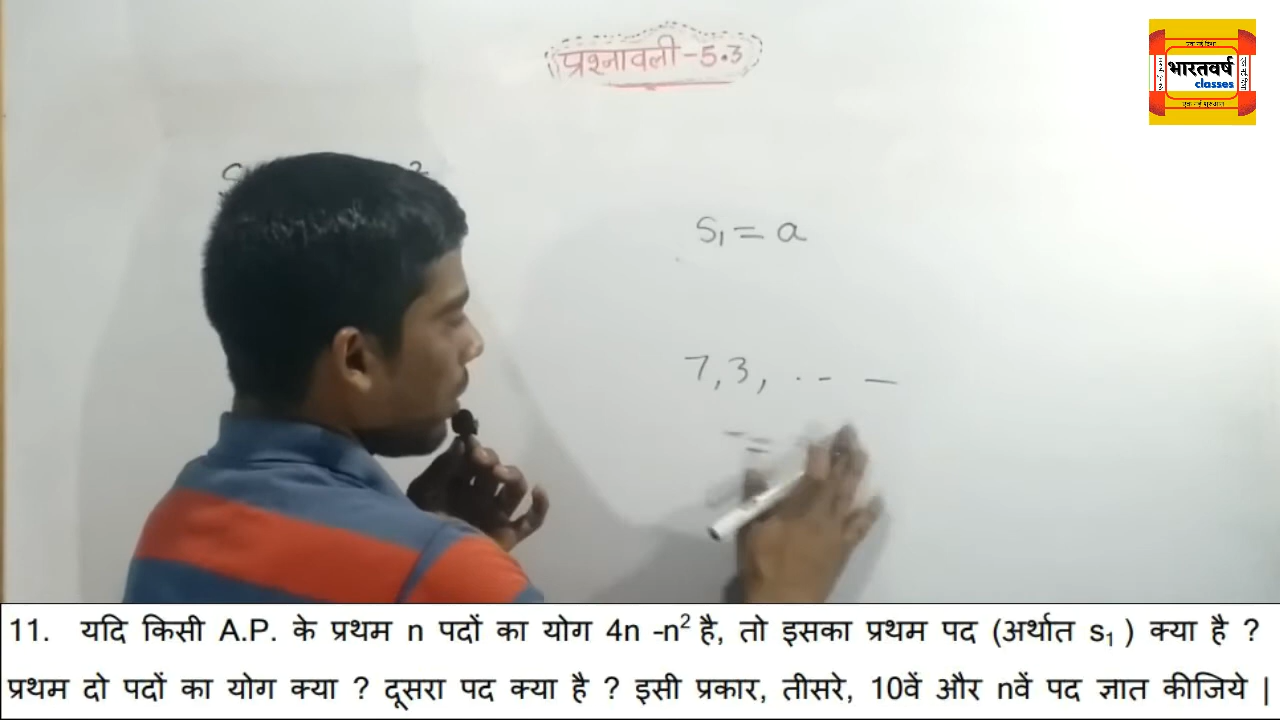 प्रश्नावली-5.3
भारतवर्ष
classes
S₁ = a
7, 3, .-- —
11. यदि किसी A.P. के प्रथम n पदों का योग 4n -n² है, तो इसका प्रथम पद (अर्थात s₁ ) क्या है ?
प्रथम दो पदों का योग क्या ? दूसरा पद क्या है ? इसी प्रकार, तीसरे, 10वें और nवें पद ज्ञात कीजिये |